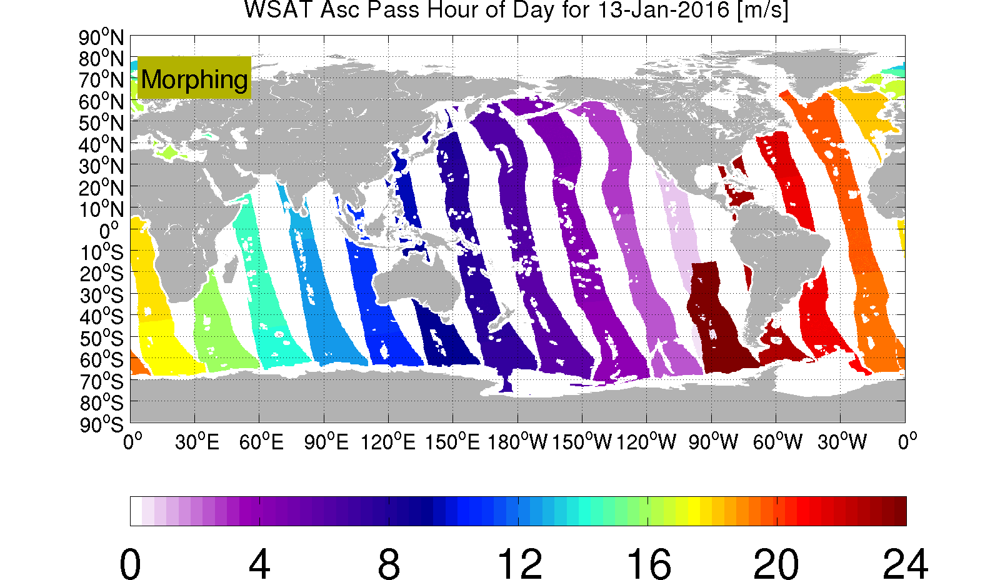 WSAT Asc Pass Hour of Day for 13-Jan-2016 [m/s]
90°N
80°N
Morphing
70°N
60°N
50°N
40°N
30°N
20°N
10°N
0°
10°S
20°S
30°S
40°S
50°S
60°S
70°S
80°S
90°S
0° 30°E 60°E 90°E 120°E 150°E 180°W 150°W 120°W 90°W 60°W 30°W 0°
0 4 8 12 16 20 24